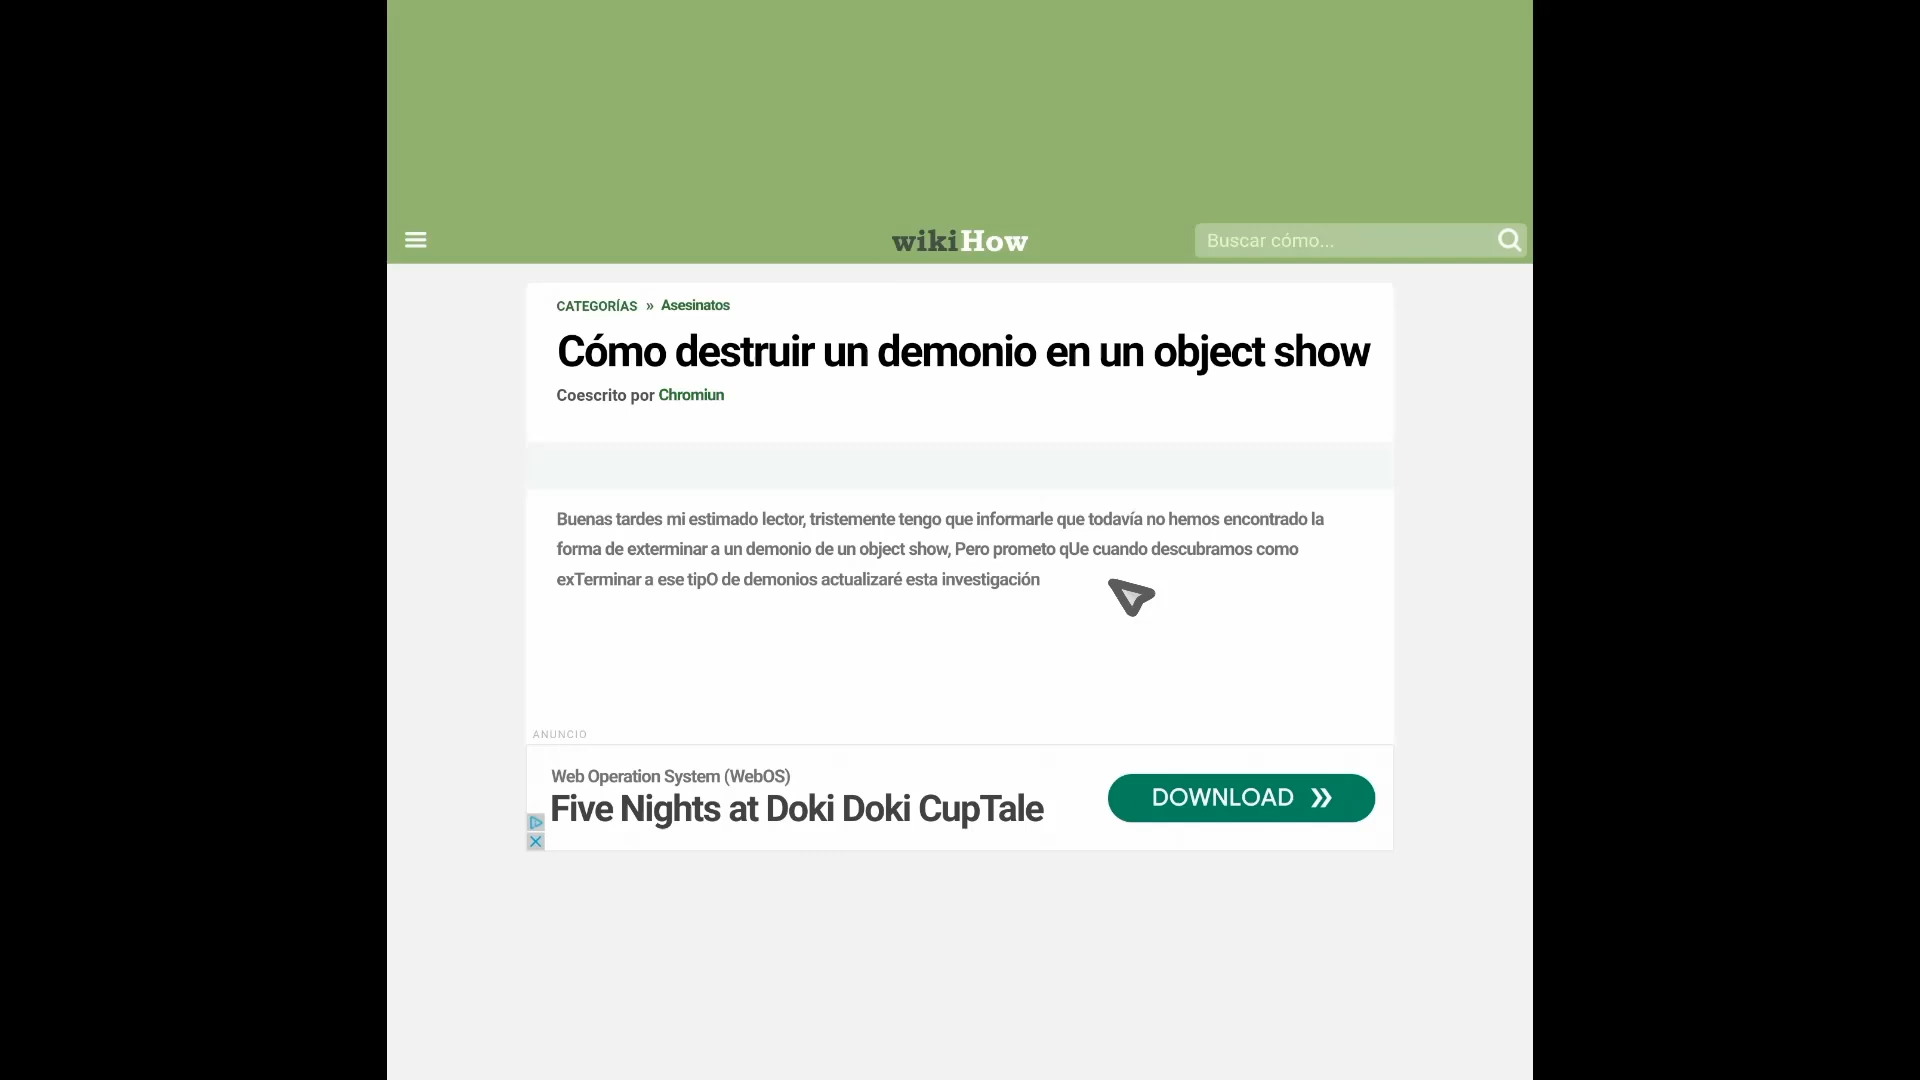 wikiHow
Buscar cómo...
CATEGORÍAS » Asesinatos
Cómo destruir un demonio en un object show
Coescrito por Chromiun
Buenas tardes mi estimado lector, tristemente tengo que informarle que todavía no hemos encontrado la
forma de exterminar a un demonio de un object show, Pero prometo qUe cuando descubramos como
exTerminar a ese tipO de demonios actualizaré esta investigación
ANUNCIO
Web Operation System (WebOS)
Five Nights at Doki Doki CupTale
DOWNLOAD